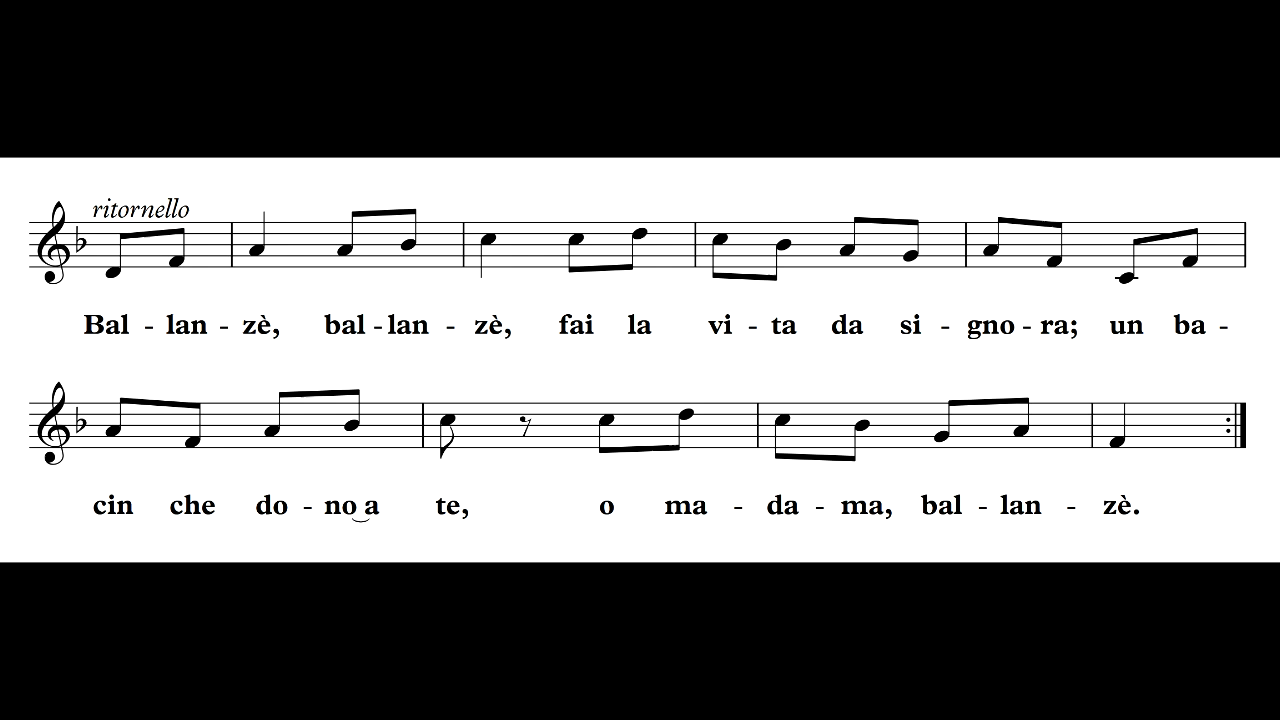 ritornello
Bal - lan - zè, bal - lan - zè, fai la vi - ta da si - gno - ra; un ba -
cin che do - no‿a te, o ma - da - ma, bal - lan - zè.